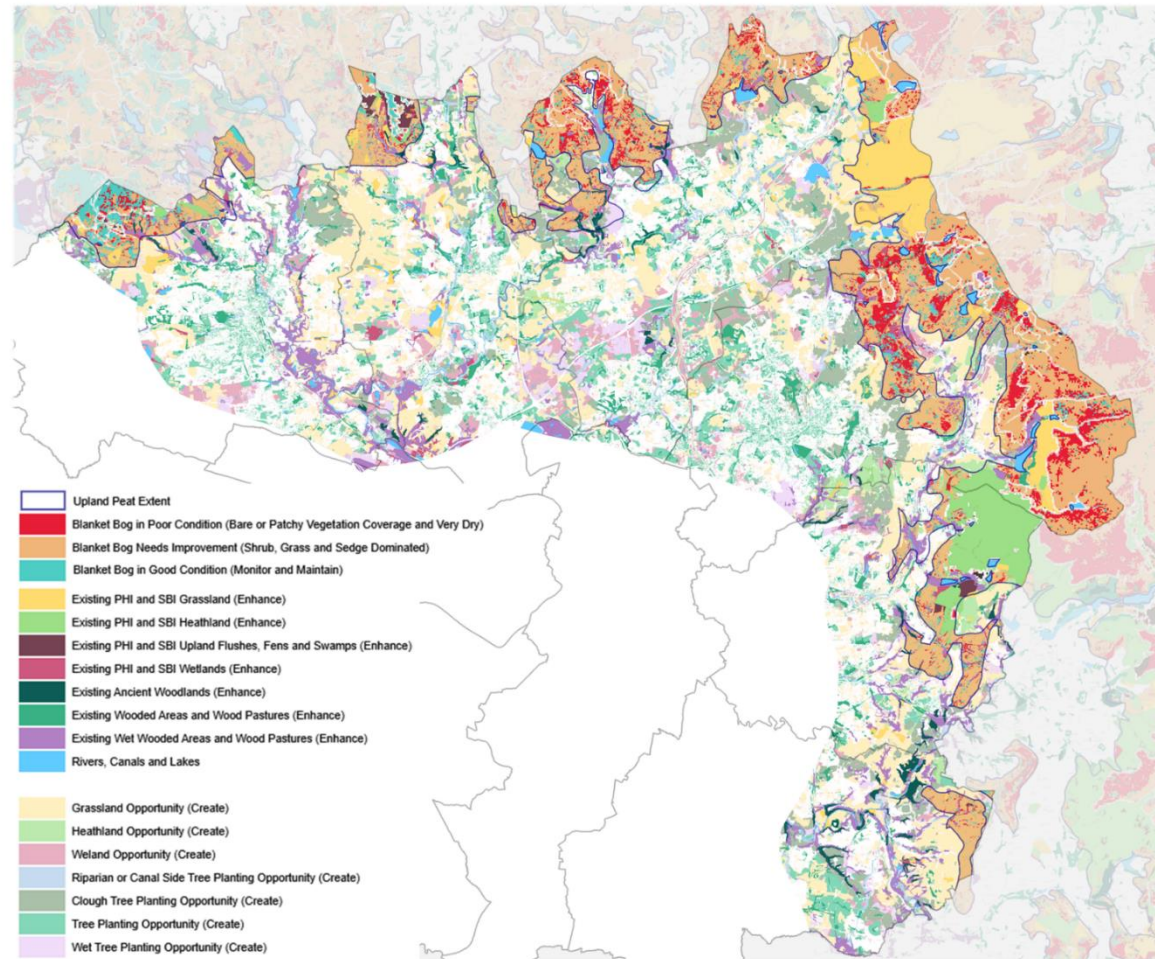 Upland Peat Extent
Blanket Bog in Poor Condition (Bare or Patchy Vegetation Coverage and Very Dry)
Blanket Bog Needs Improvement (Shrub, Grass and Sedge Dominated)
Blanket Bog in Good Condition (Monitor and Maintain)
Existing PHI and SBI Grassland (Enhance)
Existing PHI and SBI Heathland (Enhance)
Existing PHI and SBI Upland Flushes, Fens and Swamps (Enhance)
Existing PHI and SBI Wetlands (Enhance)
Existing Ancient Woodlands (Enhance)
Existing Wooded Areas and Wood Pastures (Enhance)
Existing Wet Wooded Areas and Wood Pastures (Enhance)
Rivers, Canals and Lakes
Grassland Opportunity (Create)
Heathland Opportunity (Create)
Weland Opportunity (Create)
Riparian or Canal Side Tree Planting Opportunity (Create)
Clough Tree Planting Opportunity (Create)
Tree Planting Opportunity (Create)
Wet Tree Planting Opportunity (Create)